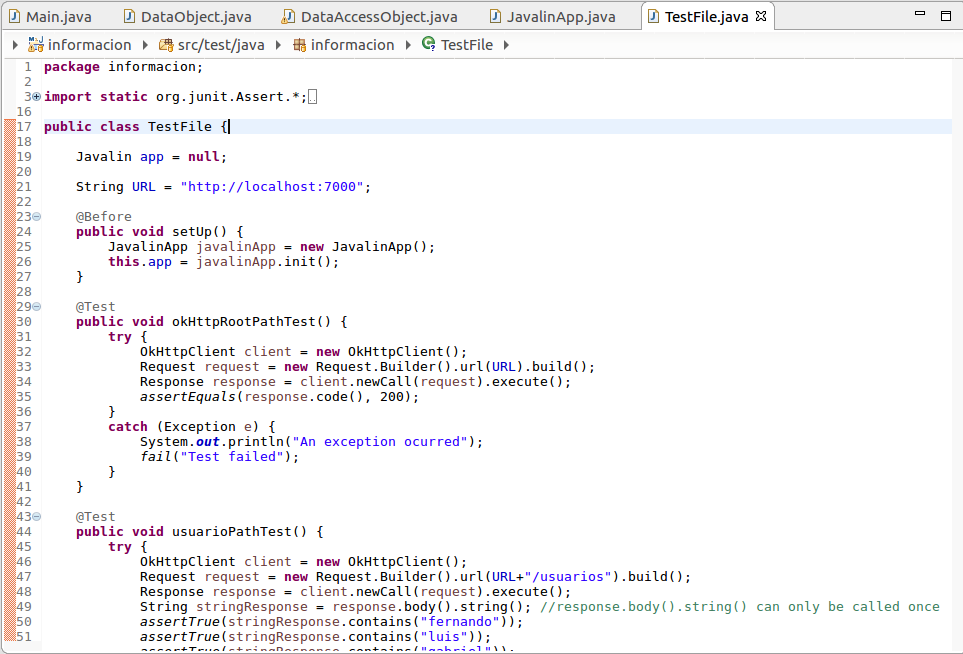 Main.java DataObject.java DataAccessObject.java JavalinApp.java TestFile.java
informacion src/test/java informacion TestFile
1 package informacion;
2
3 import static org.junit.Assert.*;
16
17 public class TestFile {
18
19     Javalin app = null;
20
21     String URL = "http://localhost:7000";
22
23     @Before
24     public void setUp() {
25         JavalinApp javalinApp = new JavalinApp();
26         this.app = javalinApp.init();
27     }
28
29     @Test
30     public void okHttpRootPathTest() {
31         try {
32             OkHttpClient client = new OkHttpClient();
33             Request request = new Request.Builder().url(URL).build();
34             Response response = client.newCall(request).execute();
35             assertEquals(response.code(), 200);
36         }
37         catch (Exception e) {
38             System.out.println("An exception ocurred");
39             fail("Test failed");
40         }
41     }
42
43     @Test
44     public void usuarioPathTest() {
45         try {
46             OkHttpClient client = new OkHttpClient();
47             Request request = new Request.Builder().url(URL+"/usuarios").build();
48             Response response = client.newCall(request).execute();
49             String stringResponse = response.body().string(); //response.body().string() can only be called once
50             assertTrue(stringResponse.contains("fernando"));
51             assertTrue(stringResponse.contains("luis"));
assertTrue(stringResponse.contains("gabriel"));